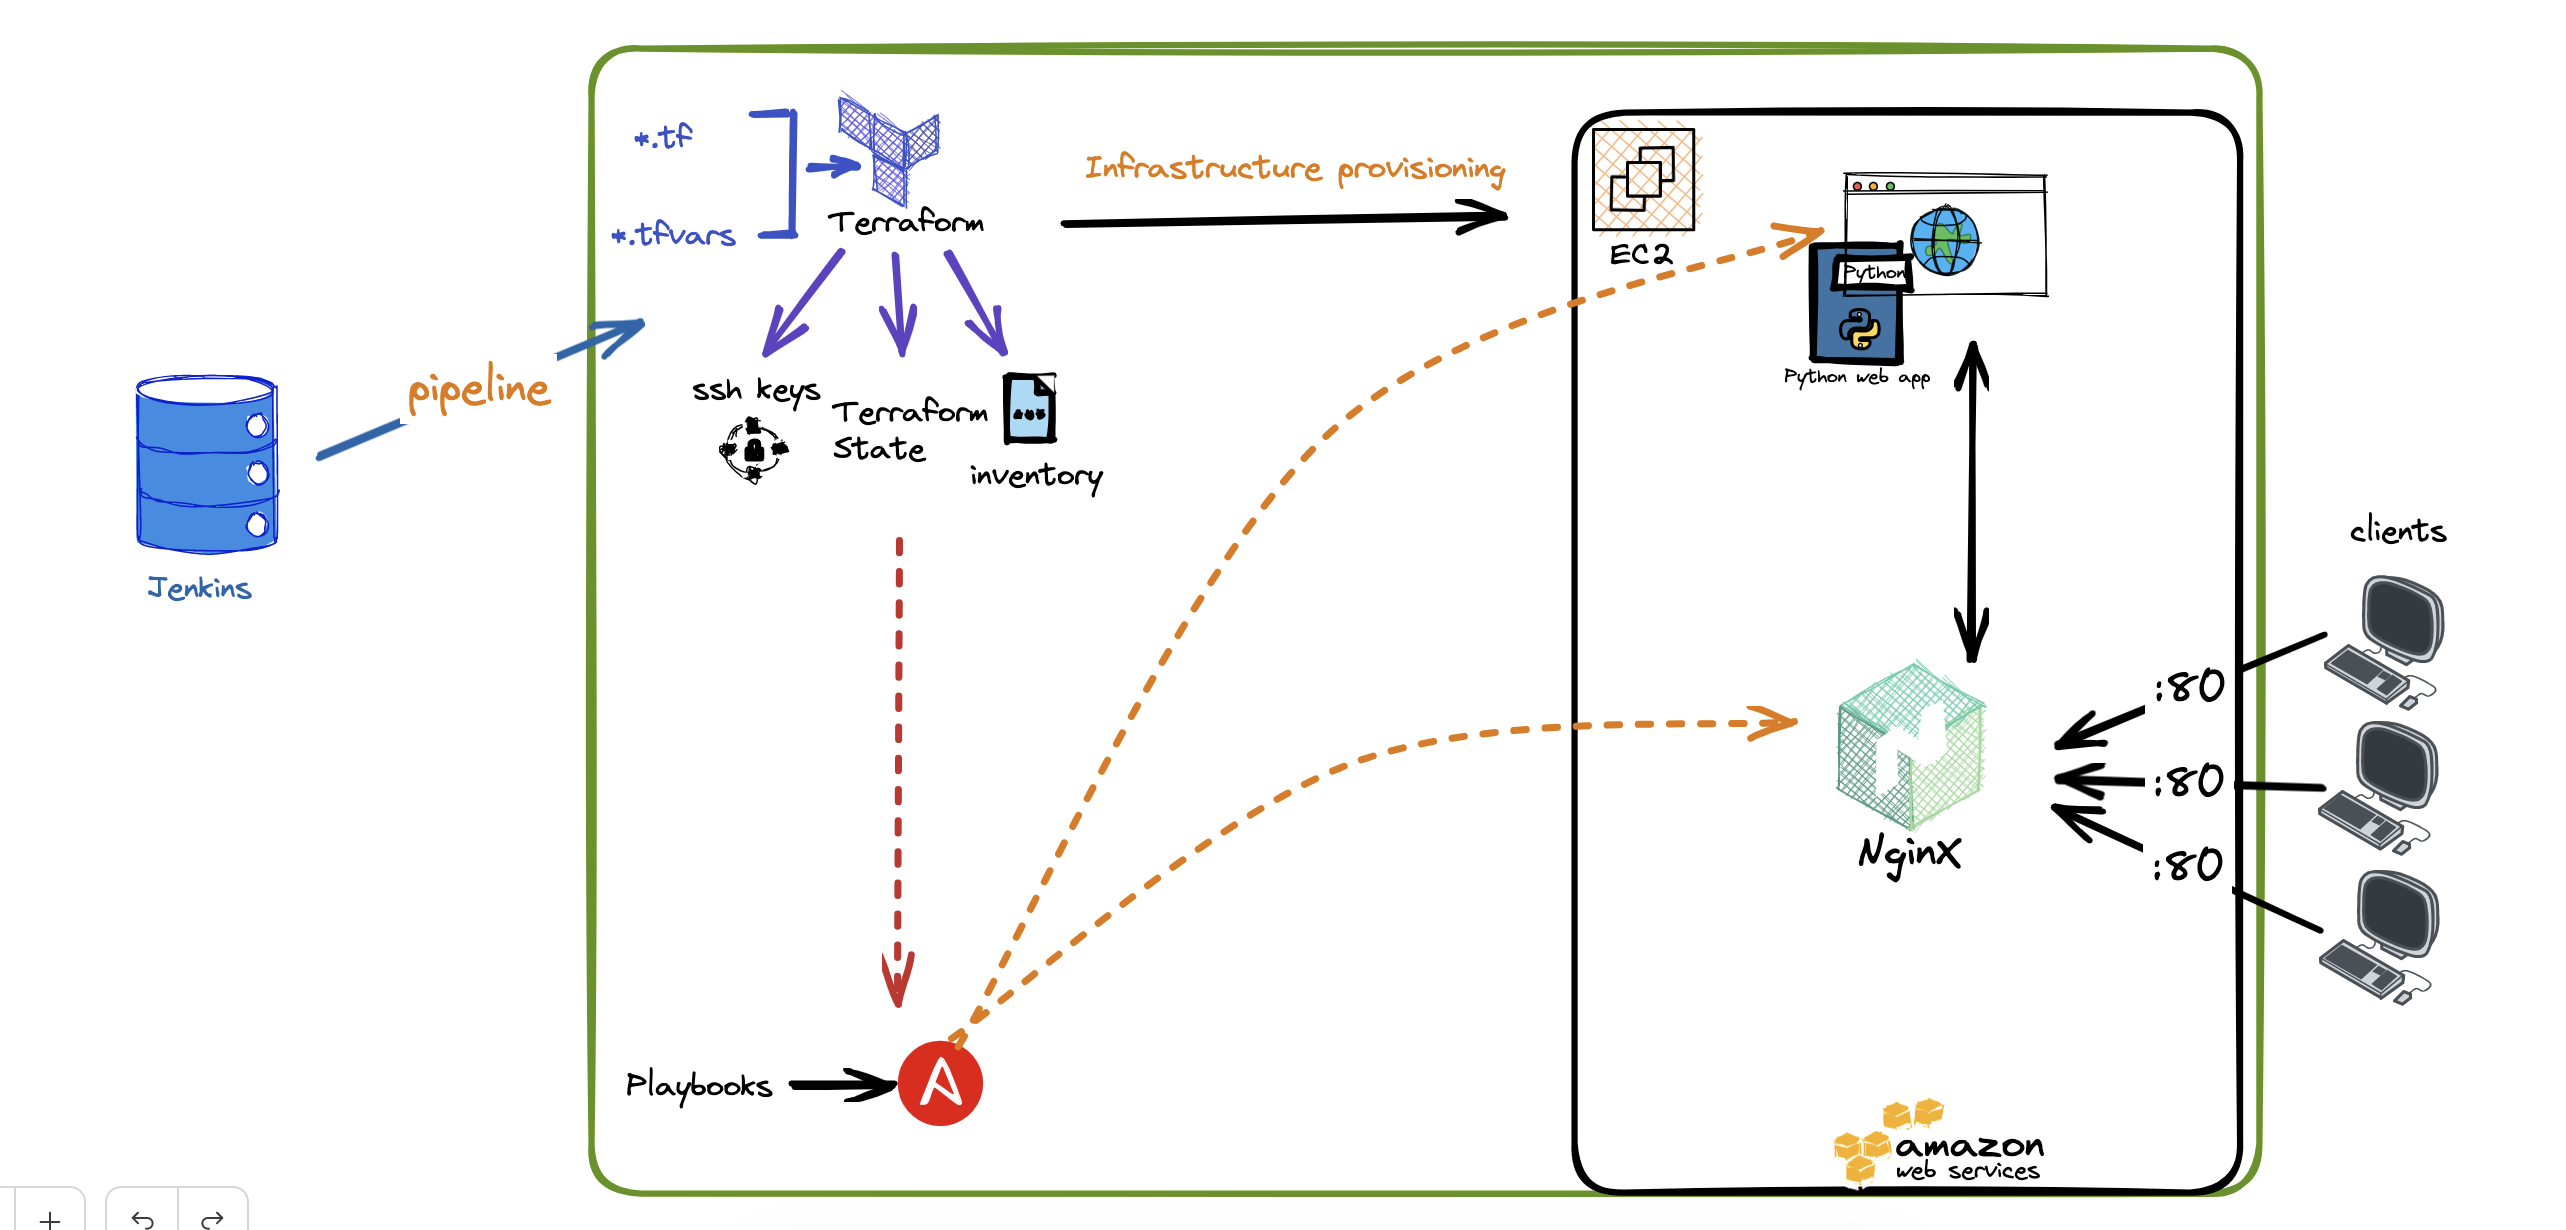 *.tf
*.tfvars
Terraform
Infrastructure provisioning
EC2
Python
Python web app
pipeline
Jenkins
ssh keys
Terraform
State
inventory
clients
:80
:80
:80
NginX
Playbooks
amazon
web services